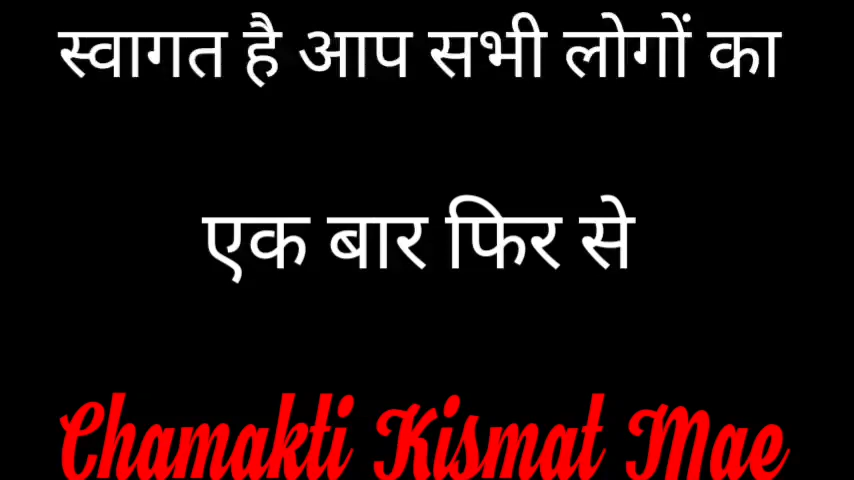 स्वागत है आप सभी लोगों का
एक बार फिर से
Chamakti Kismat Mae